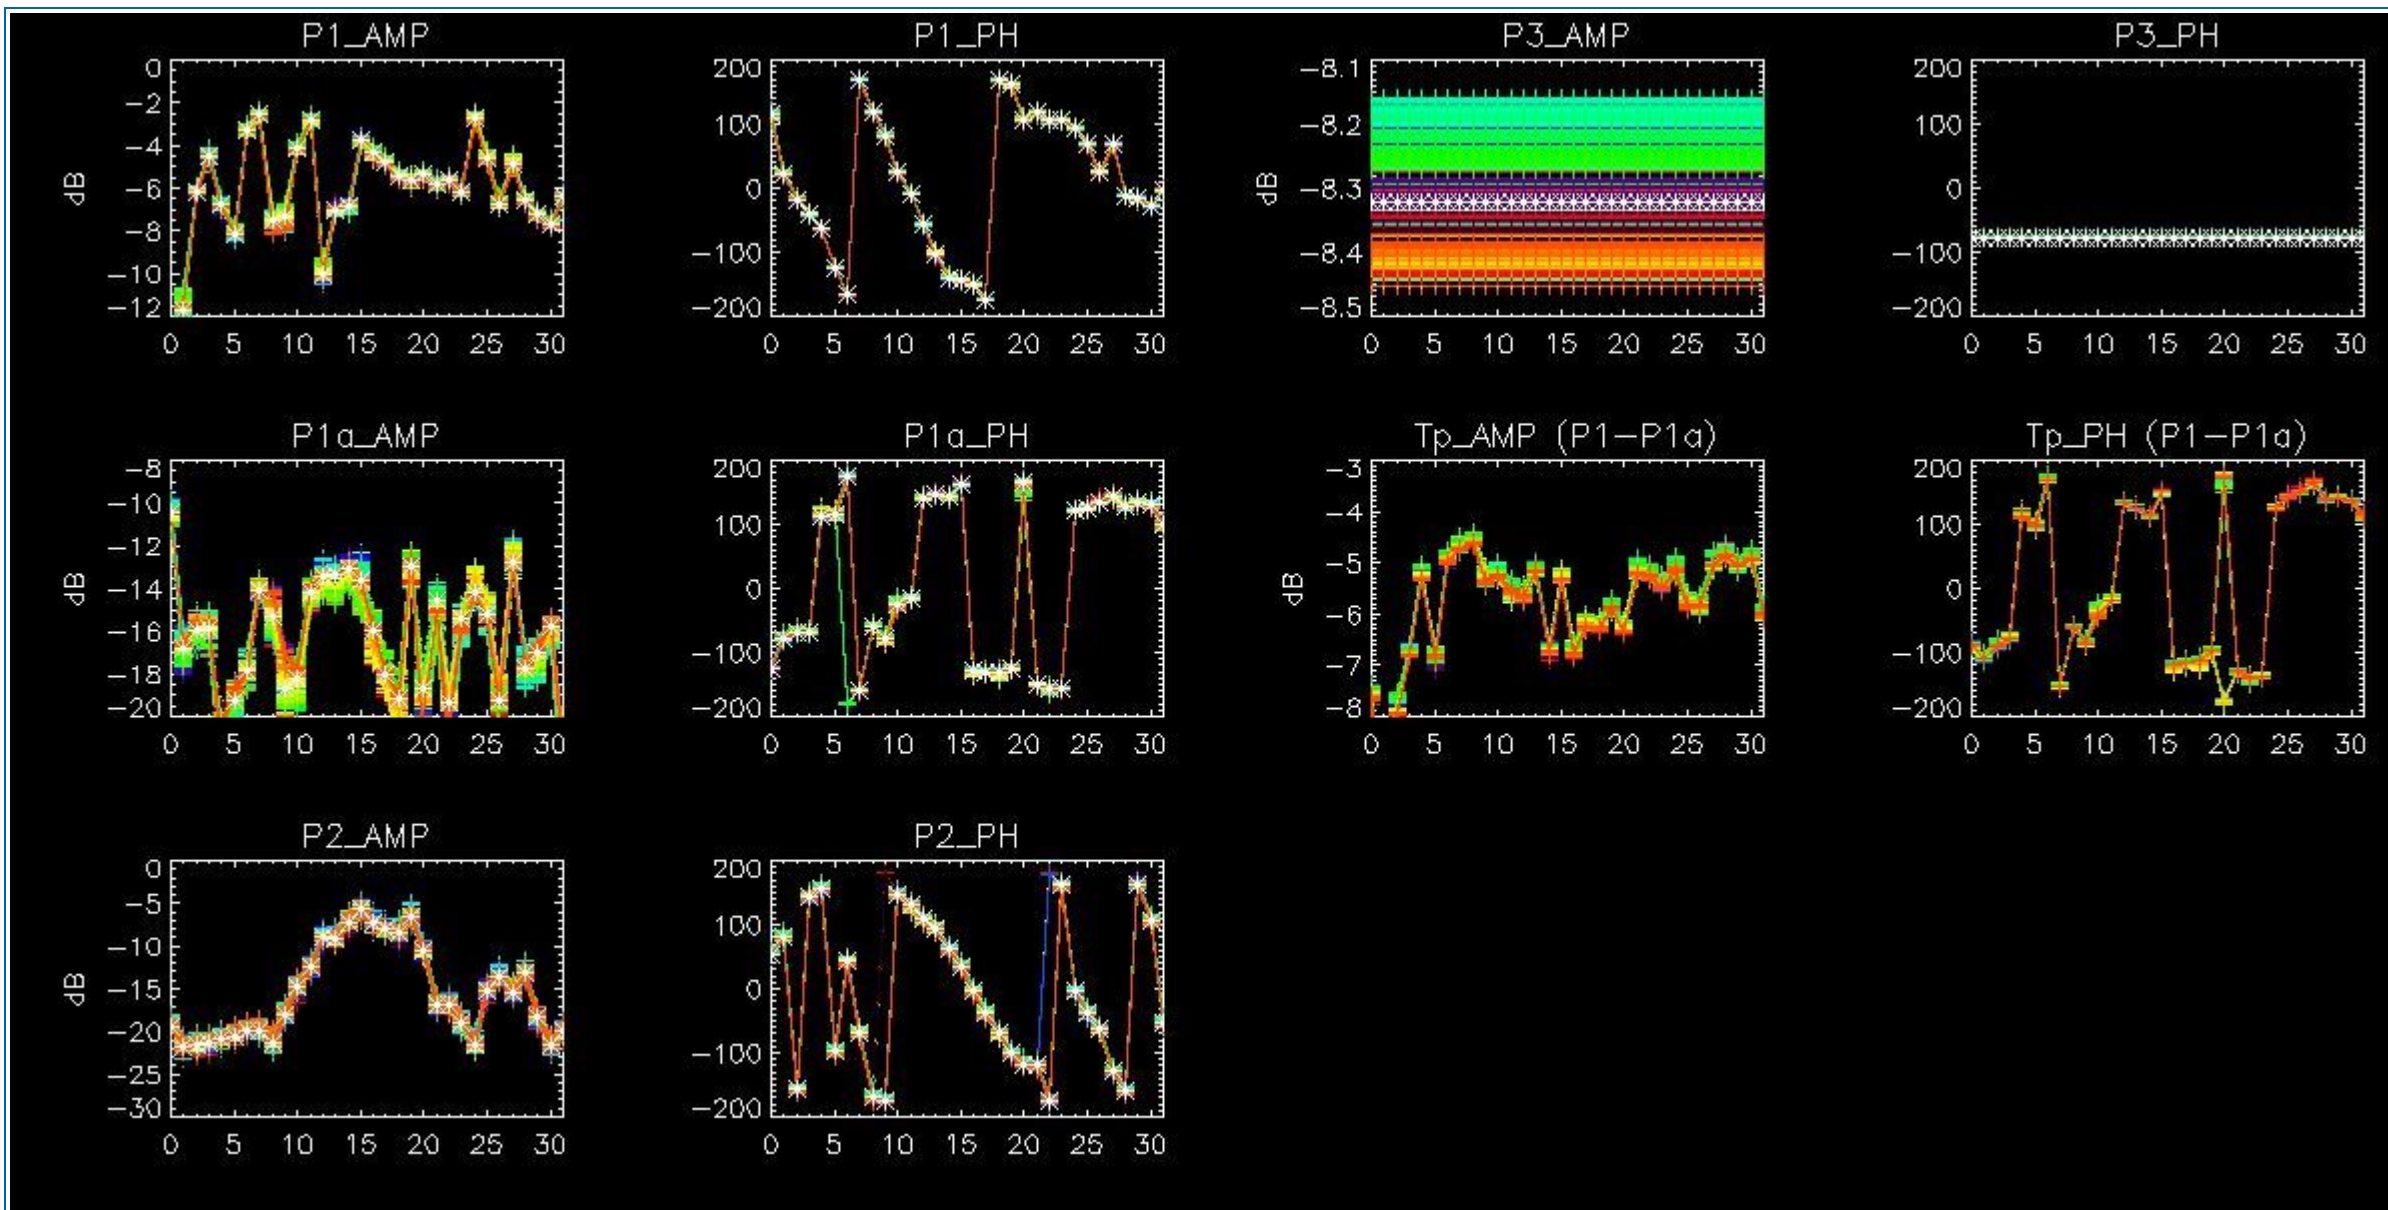 P1_AMP
0
−2
−4
−6
−8
−10
−12
dB
0 5 10 15 20 25 30
P1_PH
200
100
0
−100
−200
0 5 10 15 20 25 30
P3_AMP
−8.1
−8.2
−8.3
−8.4
−8.5
dB
0 5 10 15 20 25 30
P3_PH
200
100
0
−100
−200
0 5 10 15 20 25 30
P1a_AMP
−8
−10
−12
−14
−16
−18
−20
dB
0 5 10 15 20 25 30
P1a_PH
200
100
0
−100
−200
0 5 10 15 20 25 30
Tp_AMP (P1−P1a)
−3
−4
−5
−6
−7
−8
dB
0 5 10 15 20 25 30
Tp_PH (P1−P1a)
200
100
0
−100
−200
0 5 10 15 20 25 30
P2_AMP
0
−5
−10
−15
−20
−25
−30
dB
0 5 10 15 20 25 30
P2_PH
200
100
0
−100
−200
0 5 10 15 20 25 30